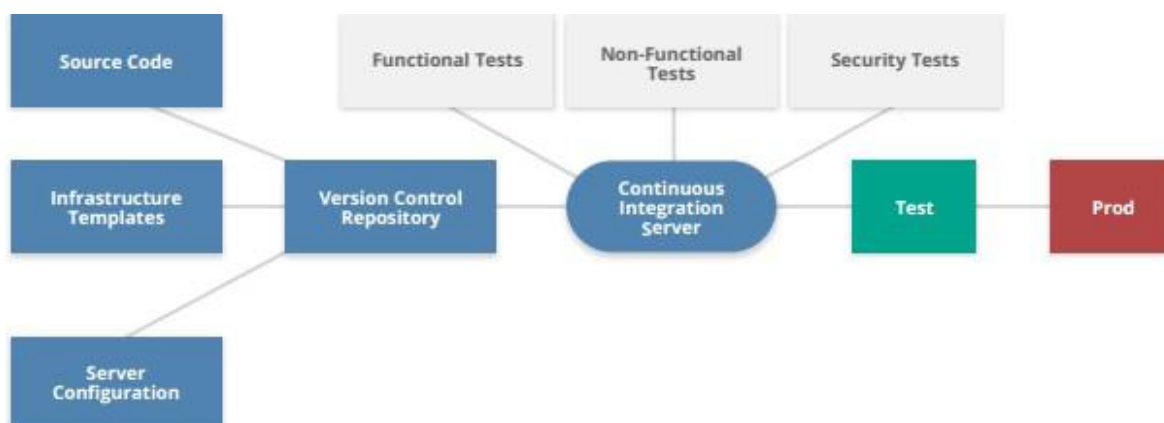 Source Code
Functional Tests
Non-Functional
Tests
Security Tests
Infrastructure
Templates
Version Control
Repository
Continuous
Integration
Server
Test
Prod
Server
Configuration